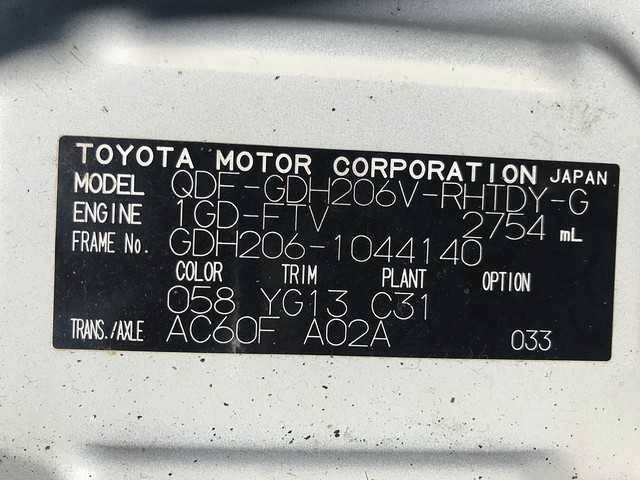 TOYOTA MOTOR CORPORATION JAPAN
MODEL QDF-GDH206V-RHTDY-G
ENGINE 1GD-FTV 2754 mL
FRAME No. GDH206-1044140
COLOR TRIM PLANT OPTION
058 YG13 C31
TRANS./AXLE AC60F A02A 033